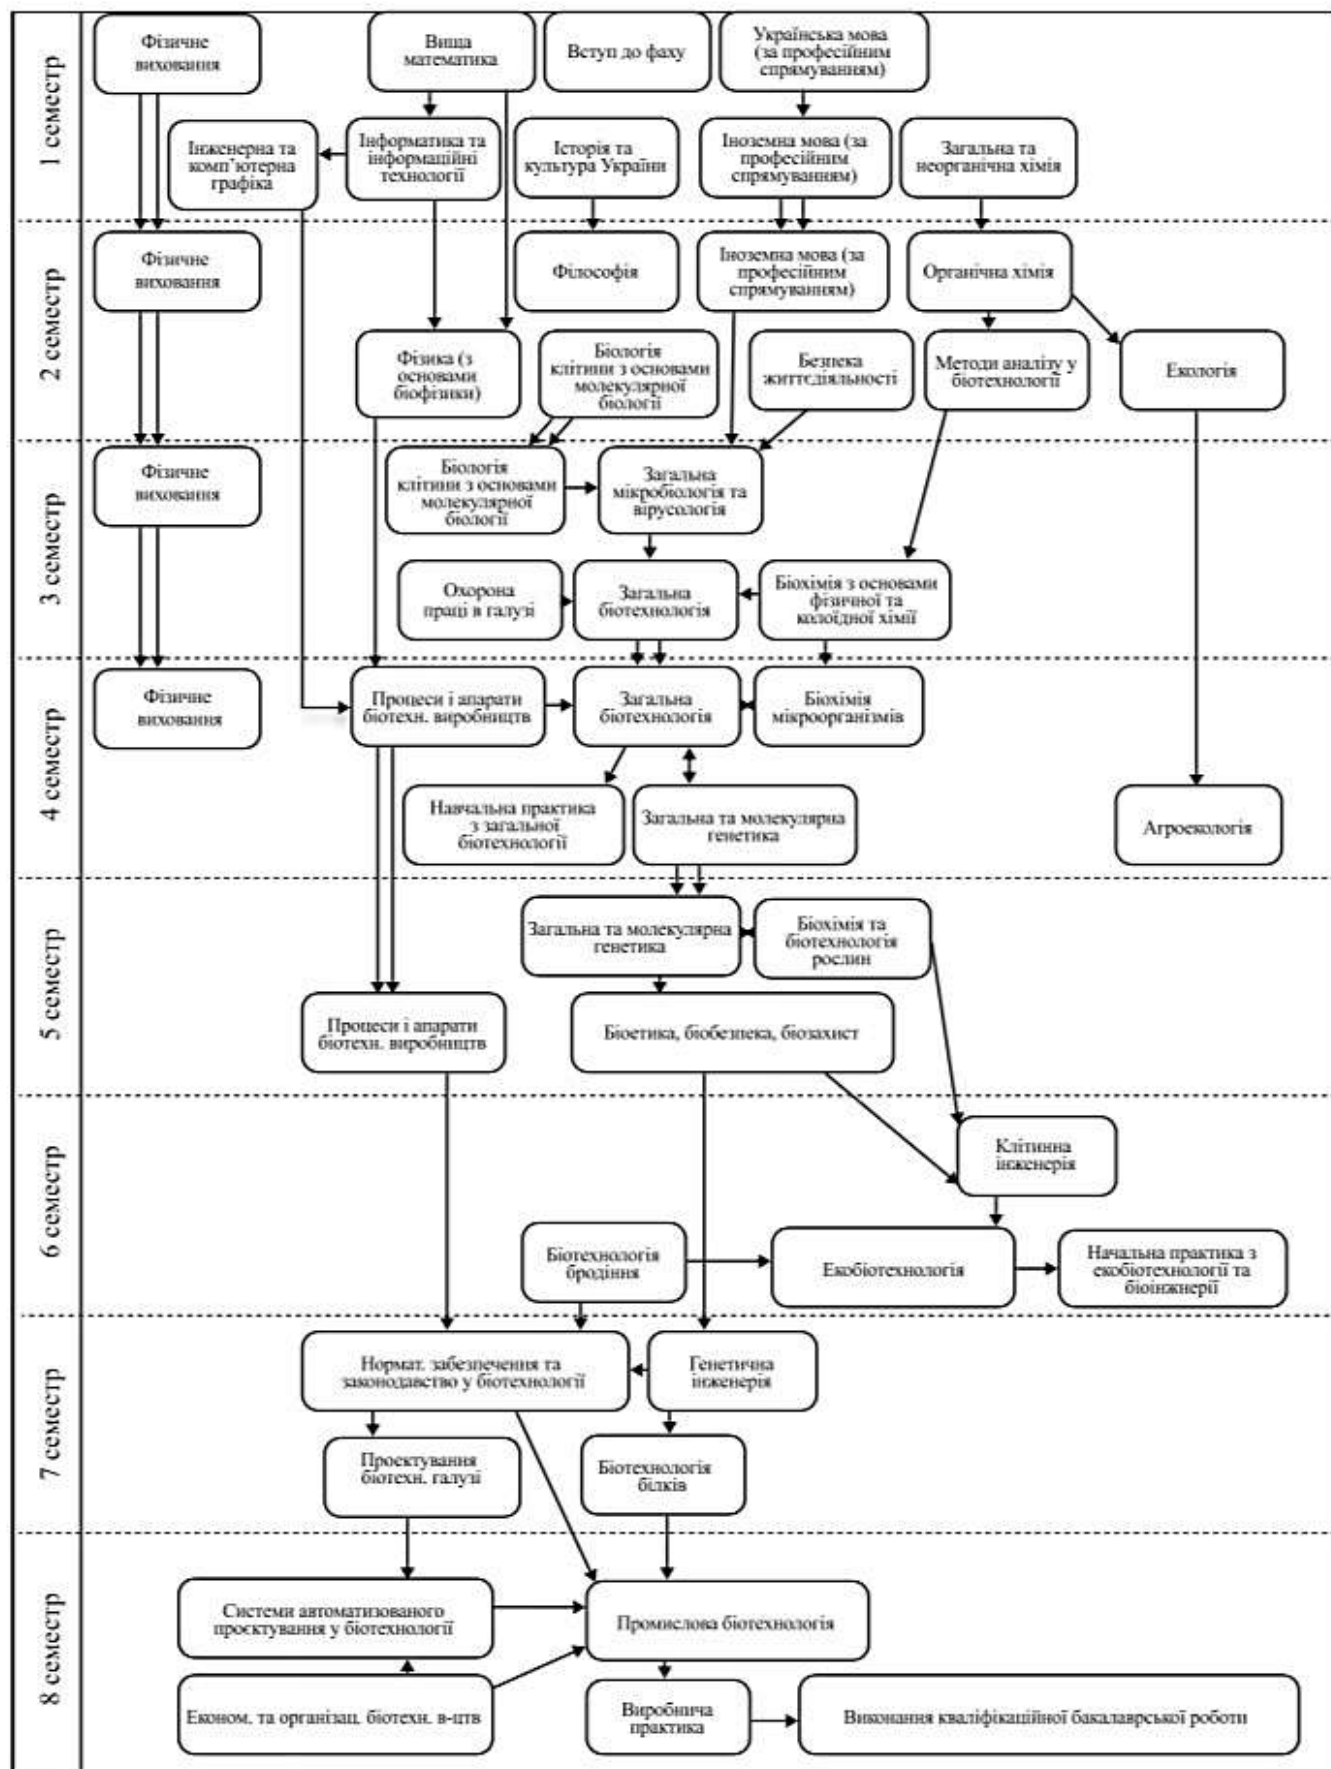 1 семестр
Фізичне
виховання
Вища
математика
Вступ до фаху
Українська мова
(за професійним
спрямуванням)
Інженерна та
комп’ютерна
графіка
Інформатика та
інформаційні
технології
Історія та
культура України
Іноземна мова (за
професійним
спрямуванням)
Загальна та
неорганічна хімія
2 семестр
Фізичне
виховання
Філософія
Іноземна мова (за
професійним
спрямуванням)
Органічна хімія
Фізика (з
основами
біофізики)
Біологія
клітини з основами
молекулярної
біології
Безпека
життєдіяльності
Методи аналізу у
біотехнології
Екологія
3 семестр
Фізичне
виховання
Біологія
клітини з основами
молекулярної
біології
Загальна
мікробіологія та
вірусологія
Охорона
праці в галузі
Загальна
біотехнологія
Біохімія з основами
фізичної та
колоїдної хімії
4 семестр
Фізичне
виховання
Процеси і апарати
біотехн. виробництв
Загальна
біотехнологія
Біохімія
мікроорганізмів
Навчальна практика
з загальної
біотехнології
Загальна та молекулярна
генетика
Агроекологія
5 семестр
Загальна та молекулярна
генетика
Біохімія та
біотехнологія
рослин
Процеси і апарати
біотехн. виробництв
Біоетика, біобезпека, біозахист
6 семестр
Клітинна
інженерія
Біотехнологія
бродіння
Екобіотехнологія
Начальна практика з
екобіотехнології та
біоінжнерії
7 семестр
Нормат. забезпечення та
законодавство у біотехнології
Генетична
інженерія
Проєктування
біотехн. галузі
Біотехнологія
білків
8 семестр
Системи автоматизованого
проєктування у біотехнології
Промислова біотехнологія
Економ. та організац. біотехн. в-цтв
Виробнича
практика
Виконання кваліфікаційної бакалаврської роботи